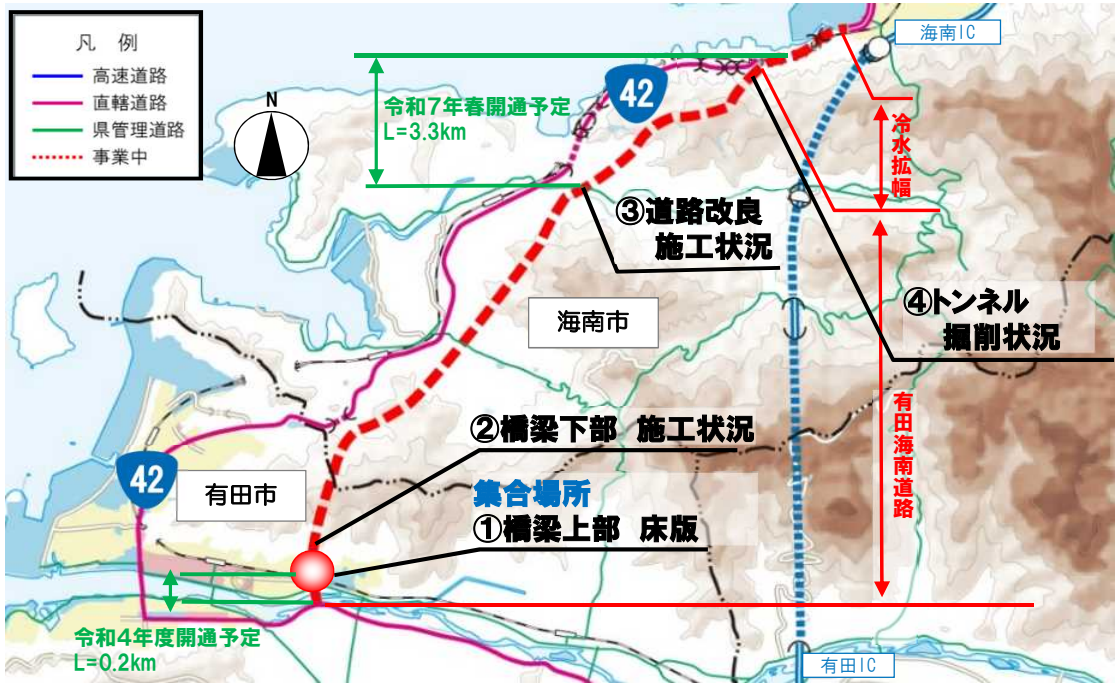 凡 例
高速道路
直轄道路
県管理道路
事業中
N
海南IC
42
令和7年春開通予定
L=3.3km
冷水拡幅
③道路改良
施工状況
海南市
④トンネル
掘削状況
有田海南道路
②橋梁下部 施工状況
42
有田市
集合場所
①橋梁上部 床版
令和4年度開通予定
L=0.2km
有田IC